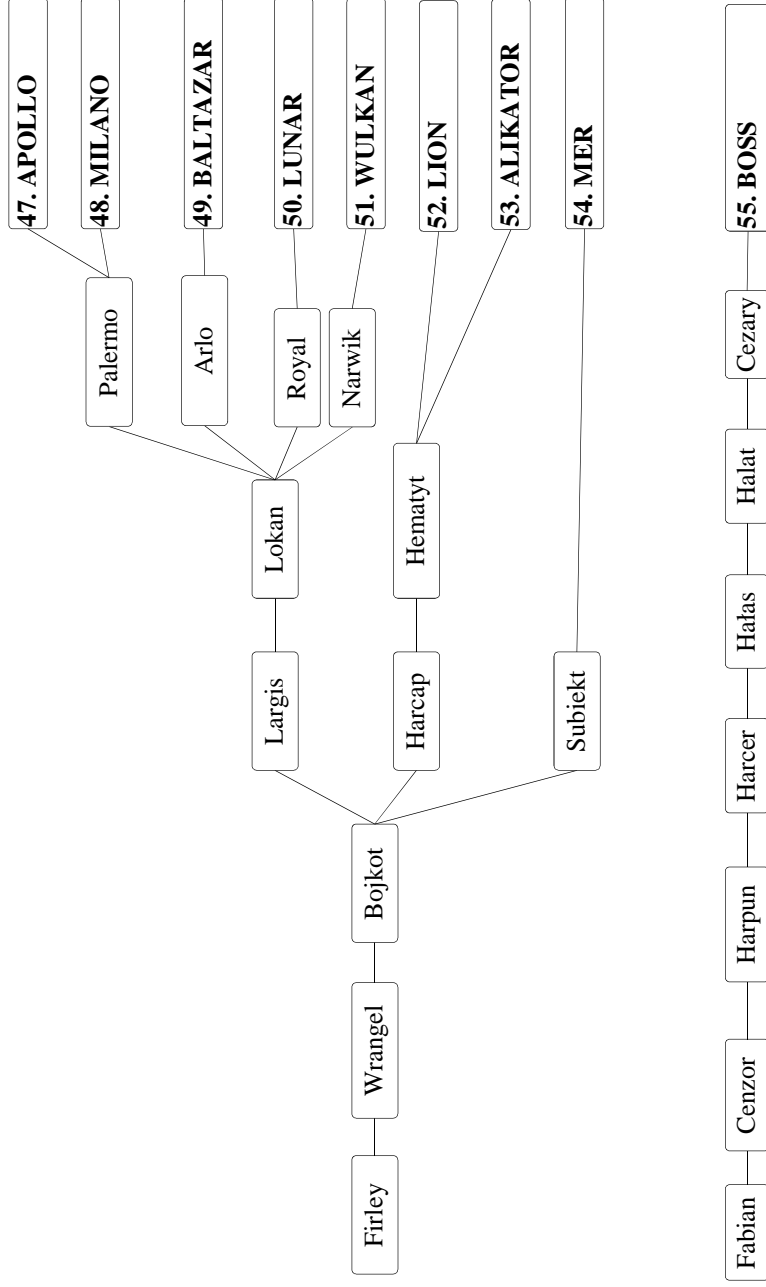 47. APOLLO
48. MILANO
49. BALTAZAR
50. LUNAR
51. WULKAN
52. LION
53. ALIKATOR
54. MER
55. BOSS
Palermo
Arlo
Royal
Narwik
Lokan
Hematyt
Largis
Harcap
Subiekt
Bojkot
Wrangel
Firley
Cezary
Halat
Hałas
Harcer
Harpun
Cenzor
Fabian